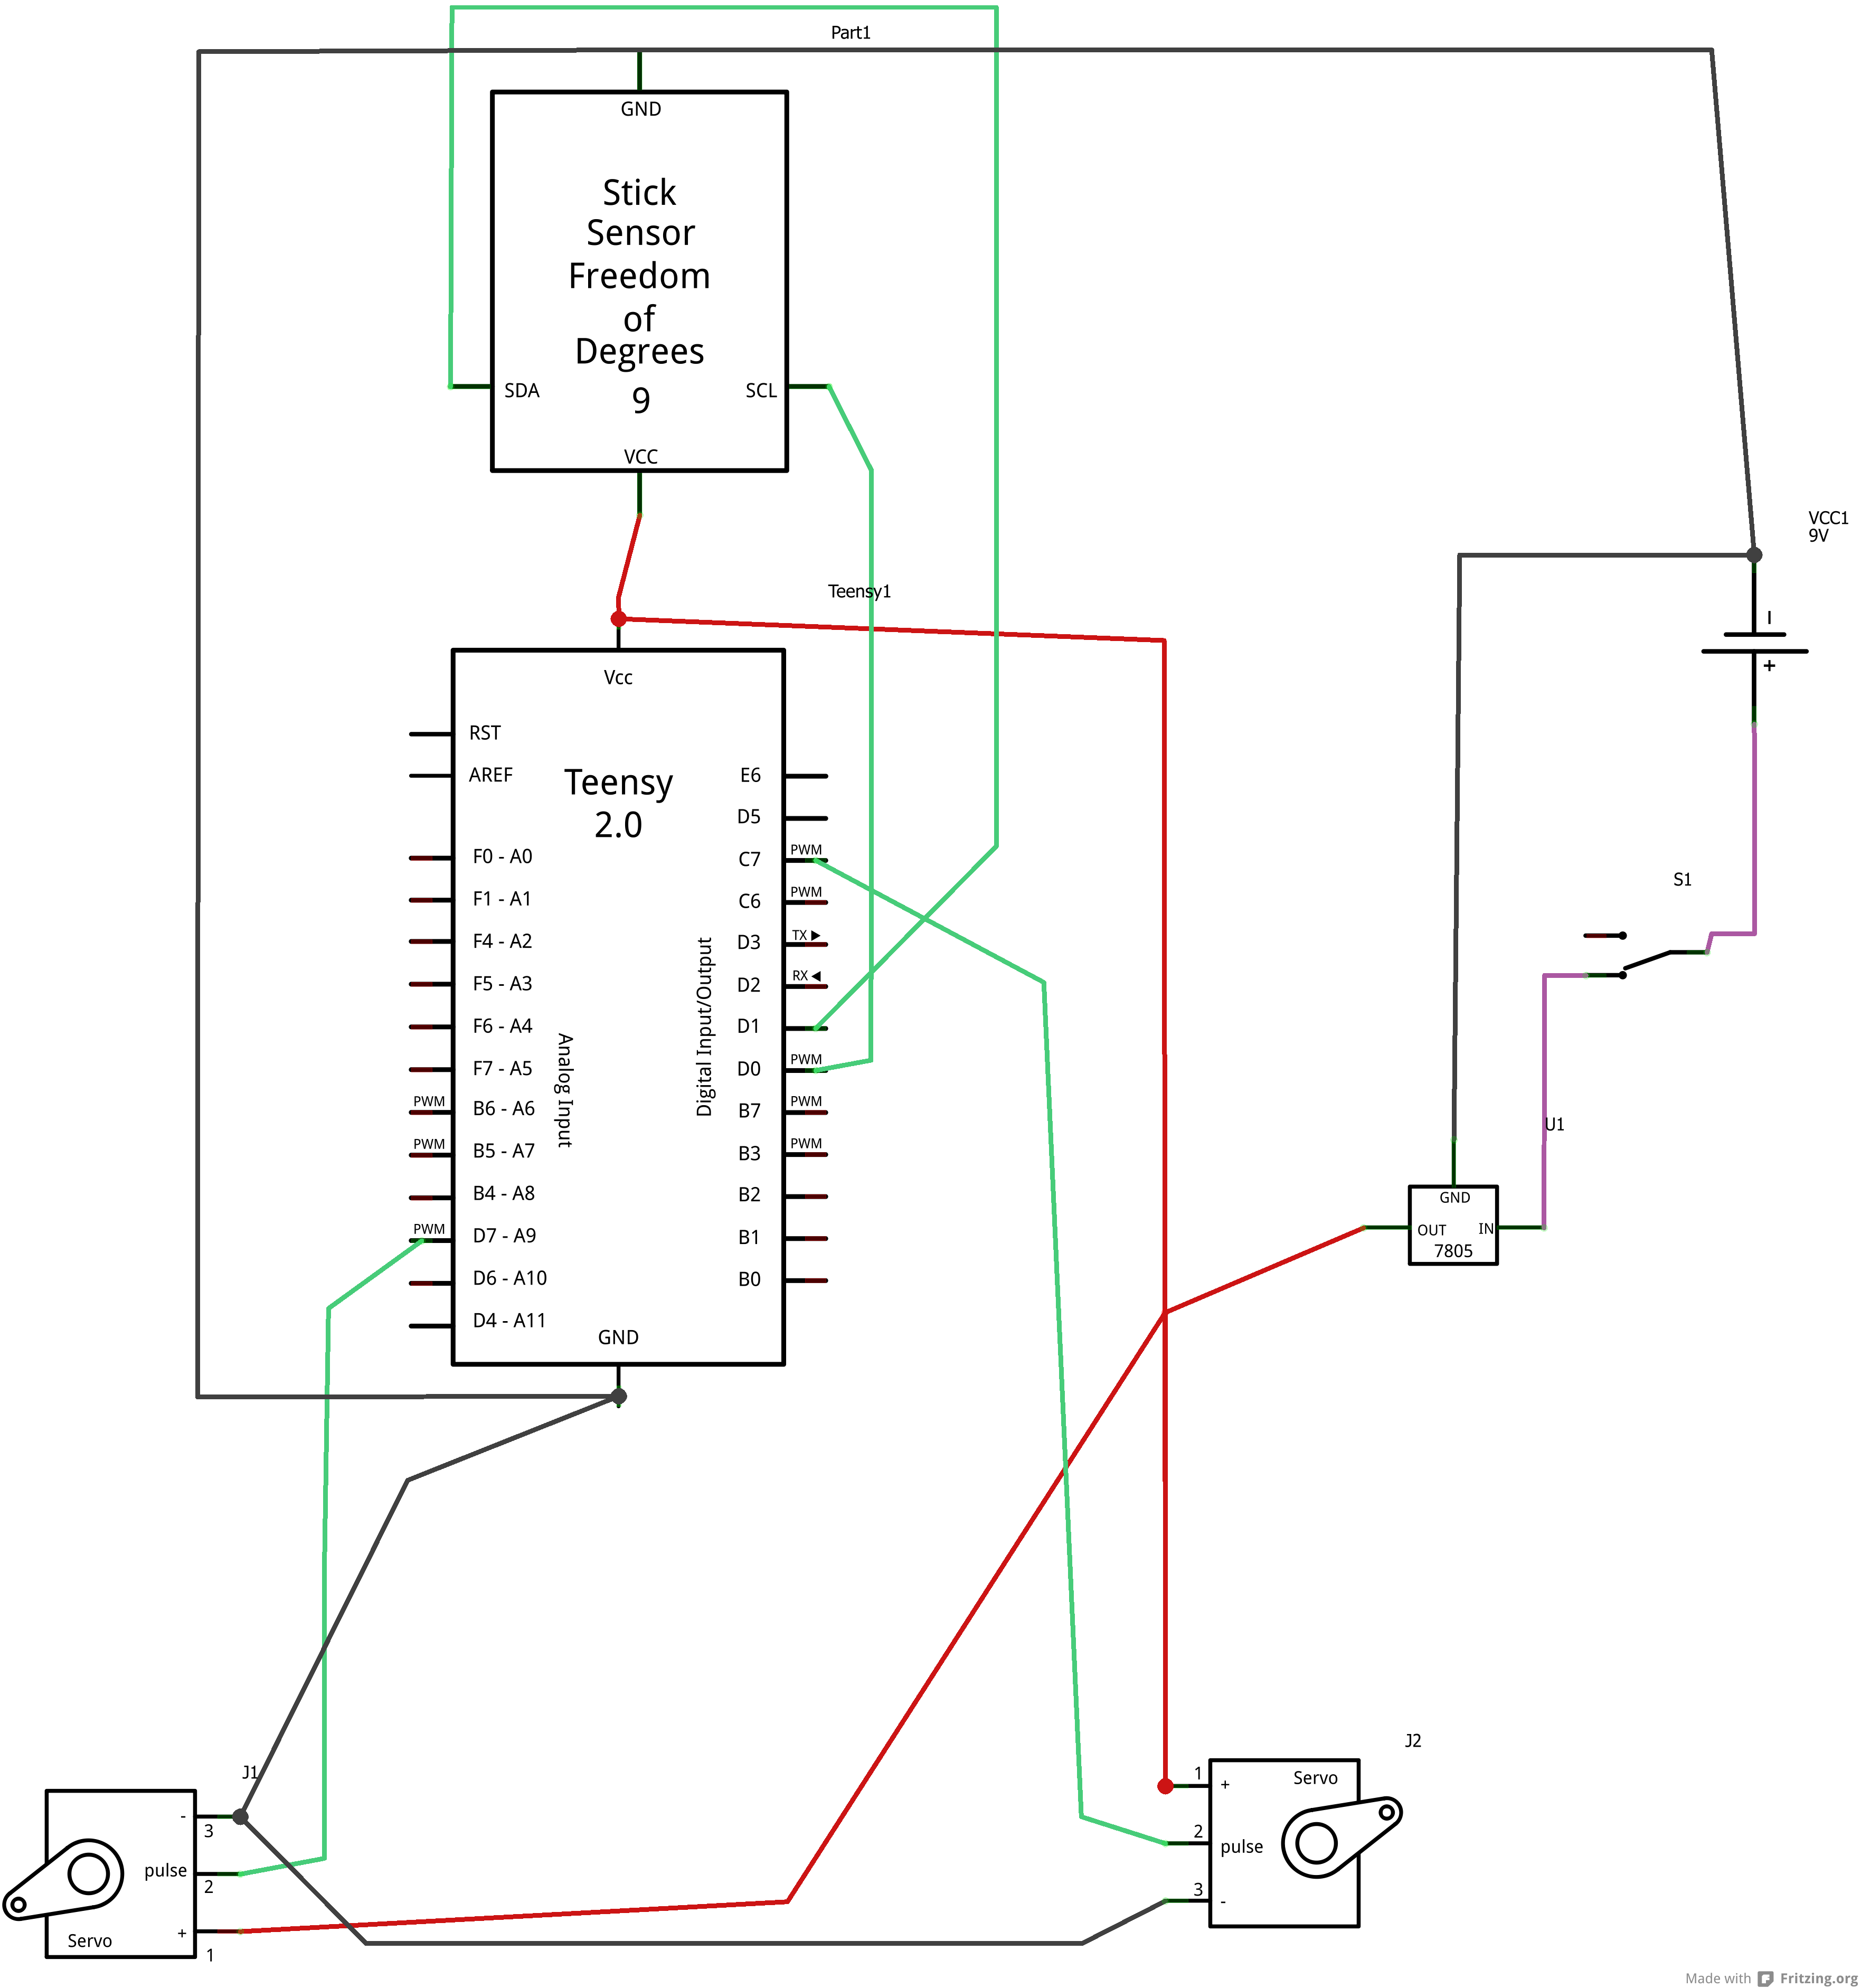 Part1
GND
Stick
Sensor
Freedom
of
Degrees
9
SDA
SCL
VCC
VCC1
9V
-
+
Teensy1
Vcc
RST
AREF
Teensy
2.0
F0 - A0
F1 - A1
F4 - A2
F5 - A3
F6 - A4
F7 - A5
PWM B6 - A6
PWM B5 - A7
B4 - A8
PWM D7 - A9
D6 - A10
D4 - A11
Analog Input
Digital Input/Output
E6
D5
C7 PWM
C6 PWM
D3 TX
D2 RX
D1
D0 PWM
B7 PWM
B3 PWM
B2
B1
B0
GND
S1
U1
GND
OUT
IN
7805
J1
-
3
pulse
2
+
1
Servo
J2
1
+
Servo
2
pulse
3
-
Made with Fritzing.org